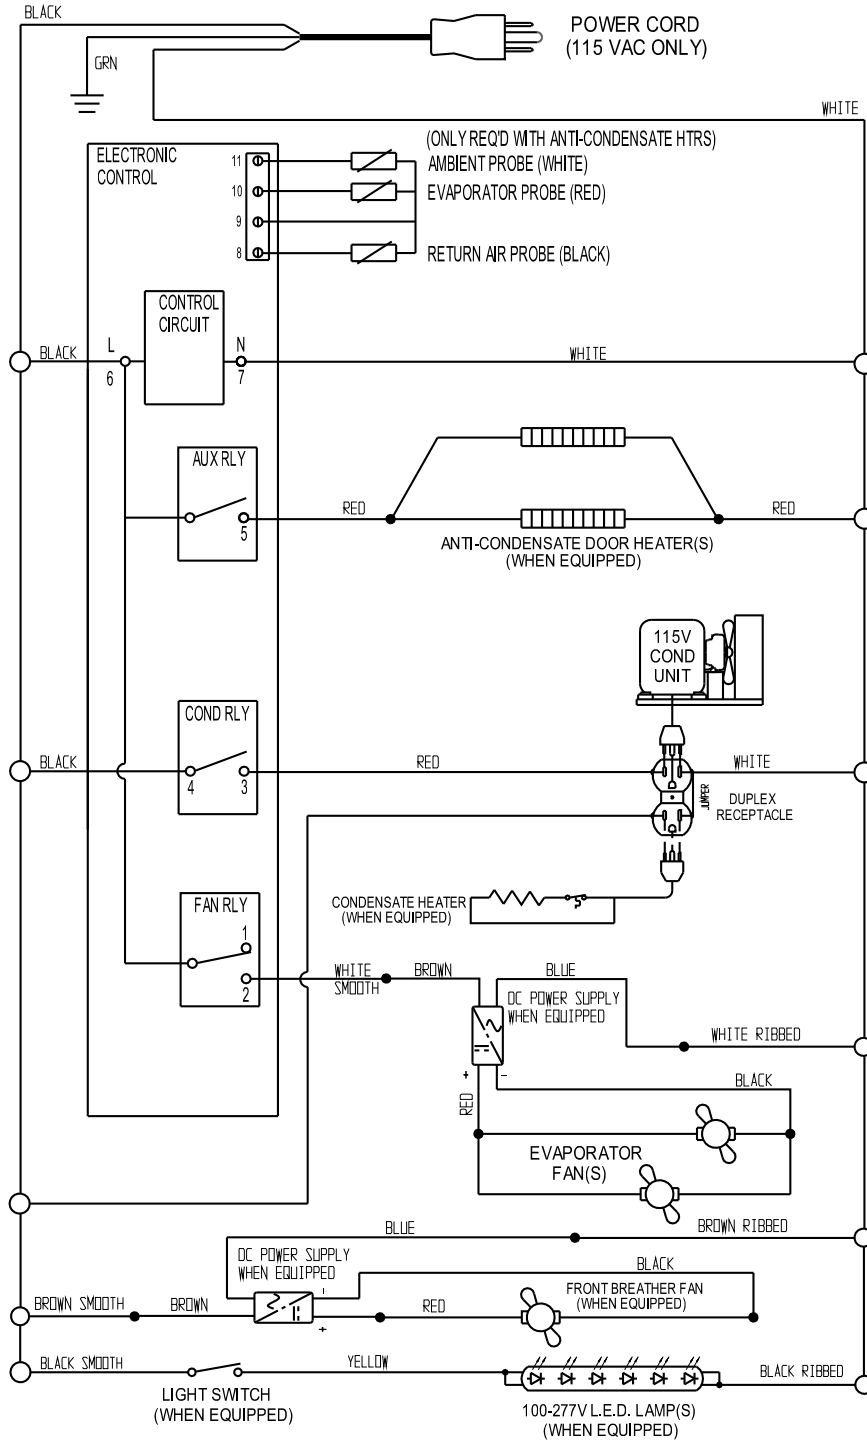 BLACK
POWER CORD
(115 VAC ONLY)
GRN
WHITE
ELECTRONIC
CONTROL
(ONLY REQ'D WITH ANTI-CONDENSATE HTRS)
11
AMBIENT PROBE (WHITE)
10
EVAPORATOR PROBE (RED)
9
8
RETURN AIR PROBE (BLACK)
CONTROL
CIRCUIT
BLACK
L
6
N
7
WHITE
AUX RLY
5
RED
RED
ANTI-CONDENSATE DOOR HEATER(S)
(WHEN EQUIPPED)
115V
COND
UNIT
COND RLY
BLACK
4
3
RED
WHITE
JUMPER
DUPLEX
RECEPTACLE
CONDENSATE HEATER
(WHEN EQUIPPED)
FAN RLY
1
2
WHITE
SMOOTH
BROWN
BLUE
DC POWER SUPPLY
WHEN EQUIPPED
WHITE RIBBED
+
-
RED
BLACK
EVAPORATOR
FAN(S)
BLUE
BROWN RIBBED
DC POWER SUPPLY
WHEN EQUIPPED
-
BLACK
BROWN SMOOTH
BROWN
+
RED
FRONT BREATHER FAN
(WHEN EQUIPPED)
BLACK SMOOTH
LIGHT SWITCH
(WHEN EQUIPPED)
YELLOW
BLACK RIBBED
100-277V L.E.D. LAMP(S)
(WHEN EQUIPPED)